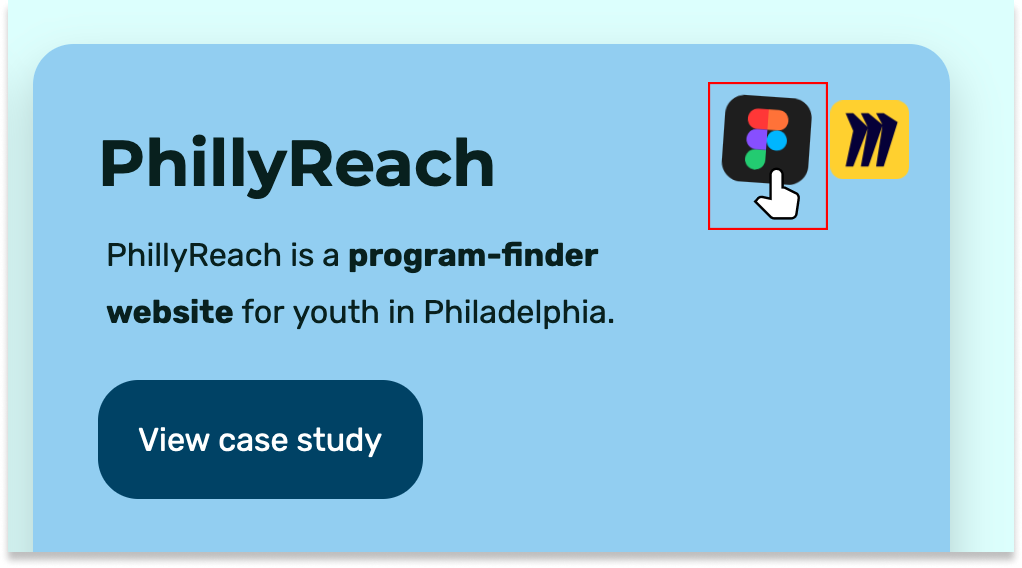 PhillyReach
PhillyReach is a program-finder
website for youth in Philadelphia.
View case study